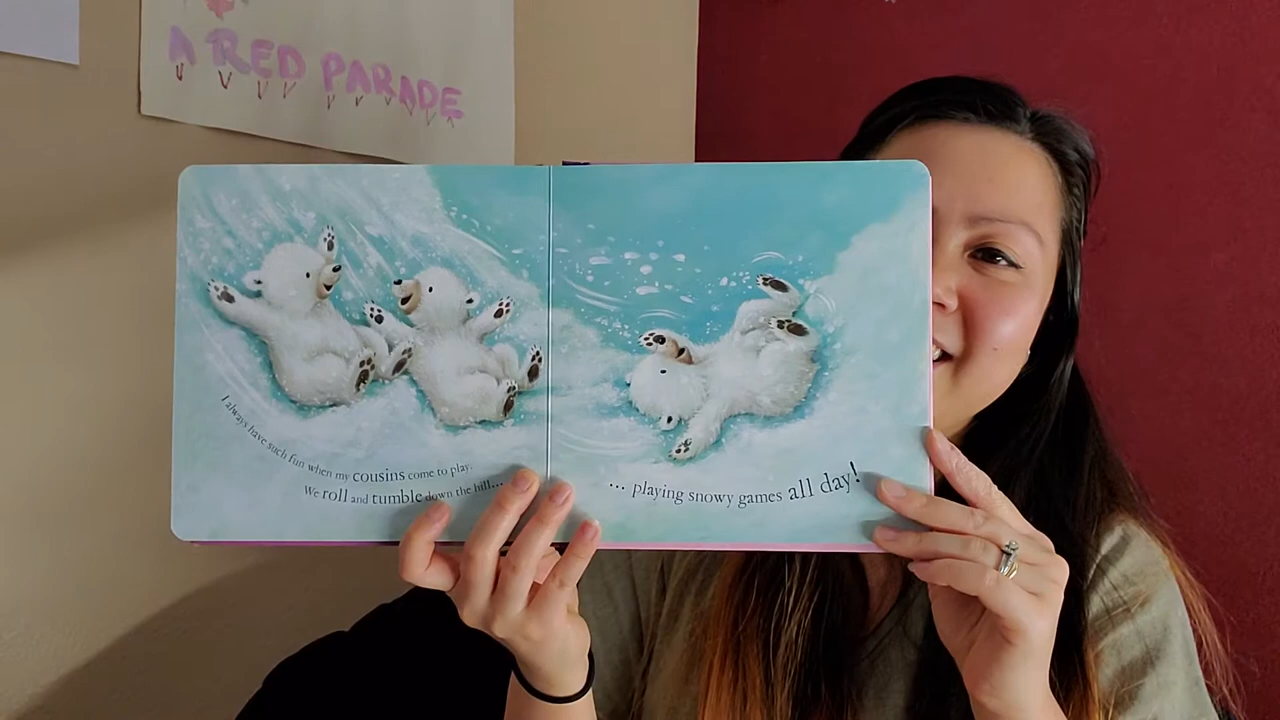 A RED PARADE
I always have such fun when my cousins come to play.
We roll and tumble down the hill...
... playing snowy games all day!